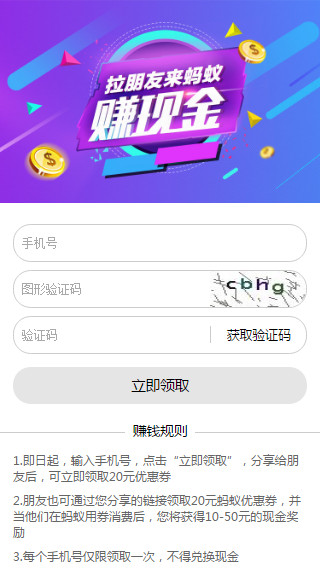 拉朋友来蚂蚁
赚现金
手机号
图形验证码
cbhg
验证码
获取验证码
立即领取
赚钱规则
1.即日起，输入手机号，点击“立即领取”，分享给朋
友后，可立即领取20元优惠券
2.朋友也可通过您分享的链接领取20元蚂蚁优惠券，并
当他们在蚂蚁用券消费后，您将获得10-50元的现金奖
励
3.每个手机号仅限领取一次，不得兑换现金